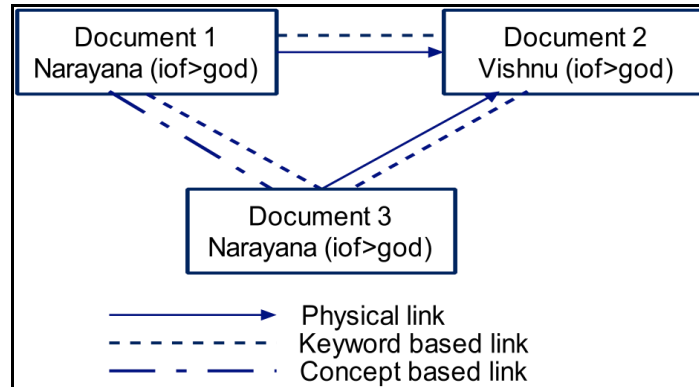 Document 1
Narayana (iof>god)
Document 2
Vishnu (iof>god)
Document 3
Narayana (iof>god)
Physical link
Keyword based link
Concept based link